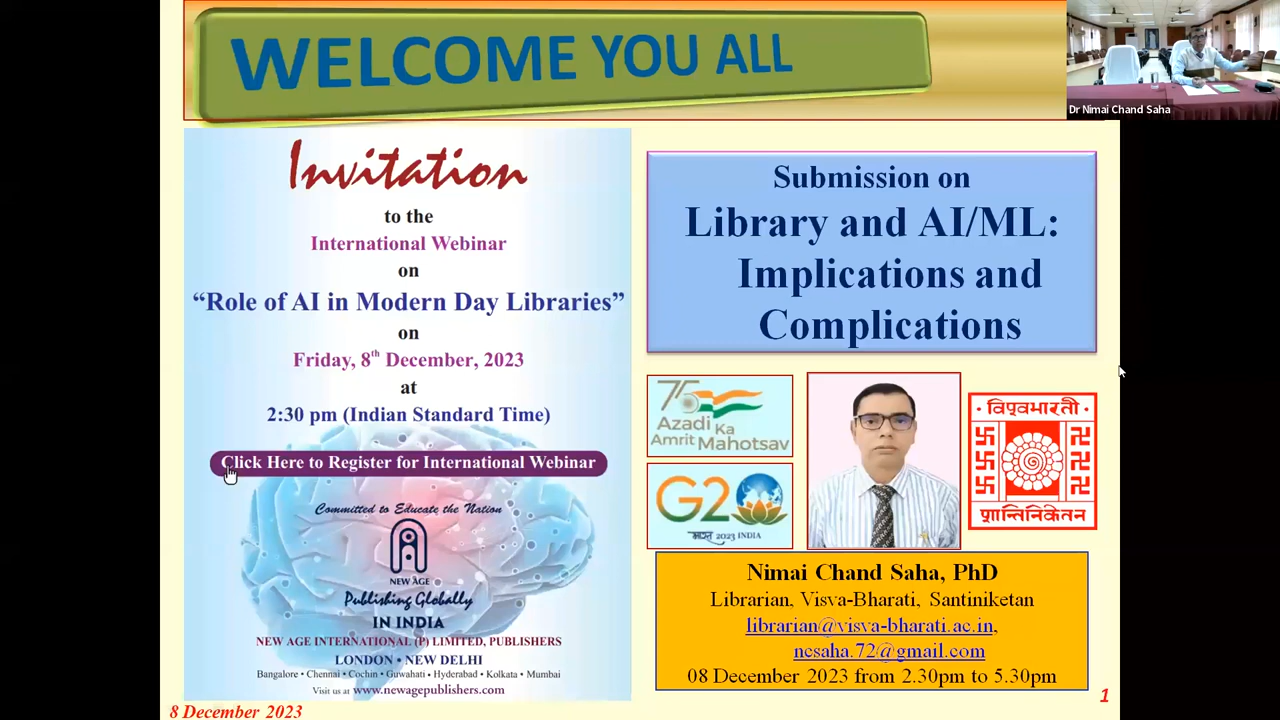 WELCOME YOU ALL
Dr Nimai Chand Saha
Invitation
to the
International Webinar
on
“Role of AI in Modern Day Libraries”
on
Friday, 8th December, 2023
at
2:30 pm (Indian Standard Time)
Click Here to Register for International Webinar
Committed to Educate the Nation
NEW AGE
Publishing Globally
IN INDIA
NEW AGE INTERNATIONAL (P) LIMITED, PUBLISHERS
LONDON • NEW DELHI
Bangalore • Chennai • Cochin • Guwahati • Hyderabad • Kolkata • Mumbai
Visit us at www.newagepublishers.com
Submission on
Library and AI/ML:
Implications and
Complications
75
Azadi Ka
Amrit Mahotsav
G20
भारत 2023 INDIA
विश्वभारती
शान्तिनिकेतन
Nimai Chand Saha, PhD
Librarian, Visva-Bharati, Santiniketan
librarian@visva-bharati.ac.in,
ncsaha.72@gmail.com
08 December 2023 from 2.30pm to 5.30pm
8 December 2023
1